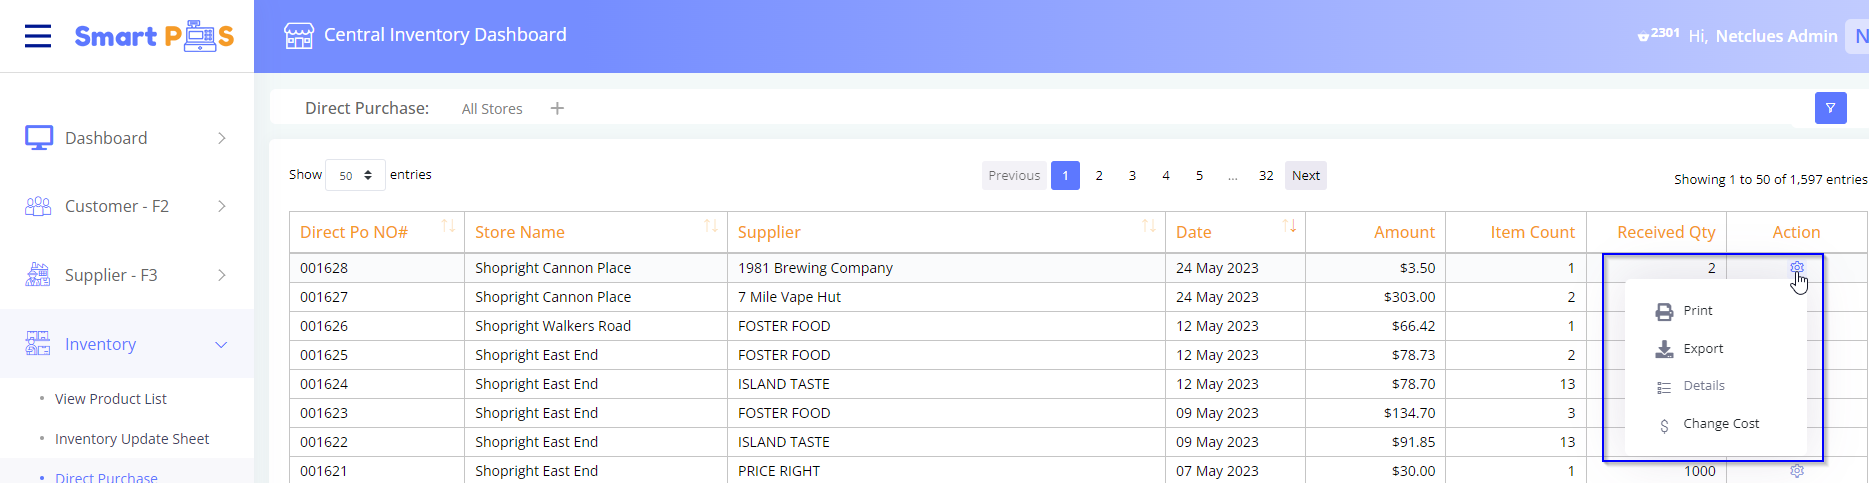 Smart POS
Central Inventory Dashboard
2301 Hi, Netclues Admin N
Direct Purchase: All Stores +
Dashboard
Customer - F2
Supplier - F3
Inventory
View Product List
Inventory Update Sheet
Direct Purchase
Show 50 entries
Previous 1 2 3 4 5 ... 32 Next
Showing 1 to 50 of 1,597 entries
Direct Po NO# Store Name Supplier Date Amount Item Count Received Qty Action
001628 Shopright Cannon Place 1981 Brewing Company 24 May 2023 $3.50 1 2
001627 Shopright Cannon Place 7 Mile Vape Hut 24 May 2023 $303.00 2
001626 Shopright Walkers Road FOSTER FOOD 12 May 2023 $66.42 1
001625 Shopright East End FOSTER FOOD 12 May 2023 $78.73 2
001624 Shopright East End ISLAND TASTE 12 May 2023 $78.70 13
001623 Shopright East End FOSTER FOOD 09 May 2023 $134.70 3
001622 Shopright East End ISLAND TASTE 09 May 2023 $91.85 13
001621 Shopright East End PRICE RIGHT 07 May 2023 $30.00 1 1000
Print
Export
Details
$ Change Cost